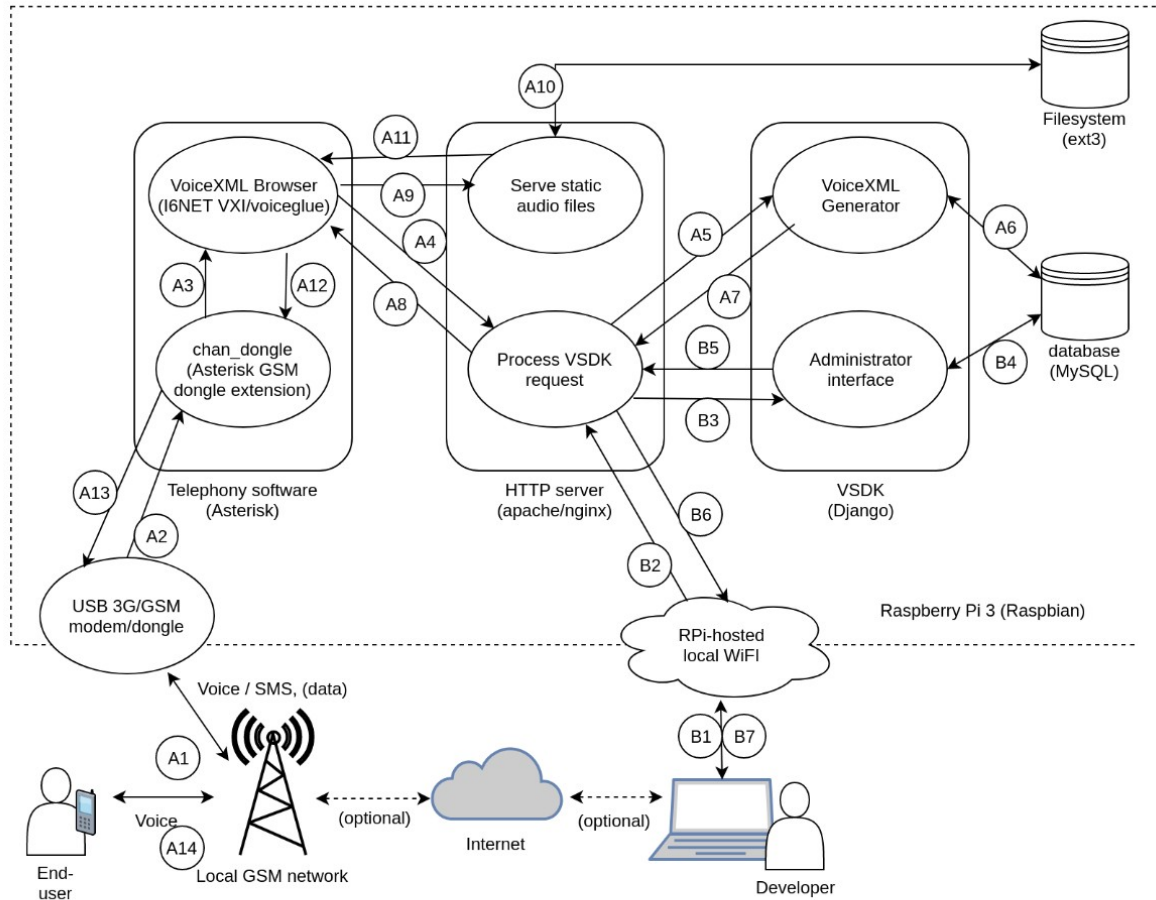 A10
Filesystem
(ext3)
A11
VoiceXML Browser
(I6NET VXI/voiceglue)
A9
Serve static
audio files
VoiceXML
Generator
A4
A5
A6
A3
A12
A8
A7
chan_dongle
(Asterisk GSM
dongle extension)
Process VSDK
request
B5
B3
Administrator
interface
B4
database
(MySQL)
A13
A2
Telephony software
(Asterisk)
HTTP server
(apache/nginx)
VSDK
(Django)
B6
B2
USB 3G/GSM
modem/dongle
RPi-hosted
local WiFI
Raspberry Pi 3 (Raspbian)
Voice / SMS, (data)
A1
B1
B7
Voice
A14
(optional)
(optional)
Internet
End-
user
Local GSM network
Developer